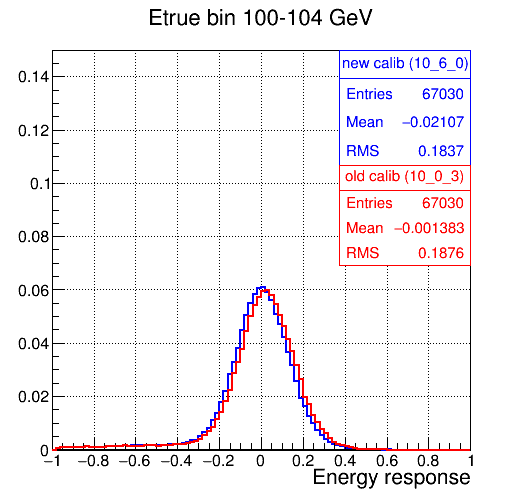 Etrue bin 100-104 GeV
new calib (10_6_0)
Entries 67030
Mean −0.02107
RMS 0.1837
old calib (10_0_3)
Entries 67030
Mean −0.001383
RMS 0.1876
0.14
0.12
0.1
0.08
0.06
0.04
0.02
0
−1 −0.8 −0.6 −0.4 −0.2 0 0.2 0.4 0.6 0.8 1
Energy response